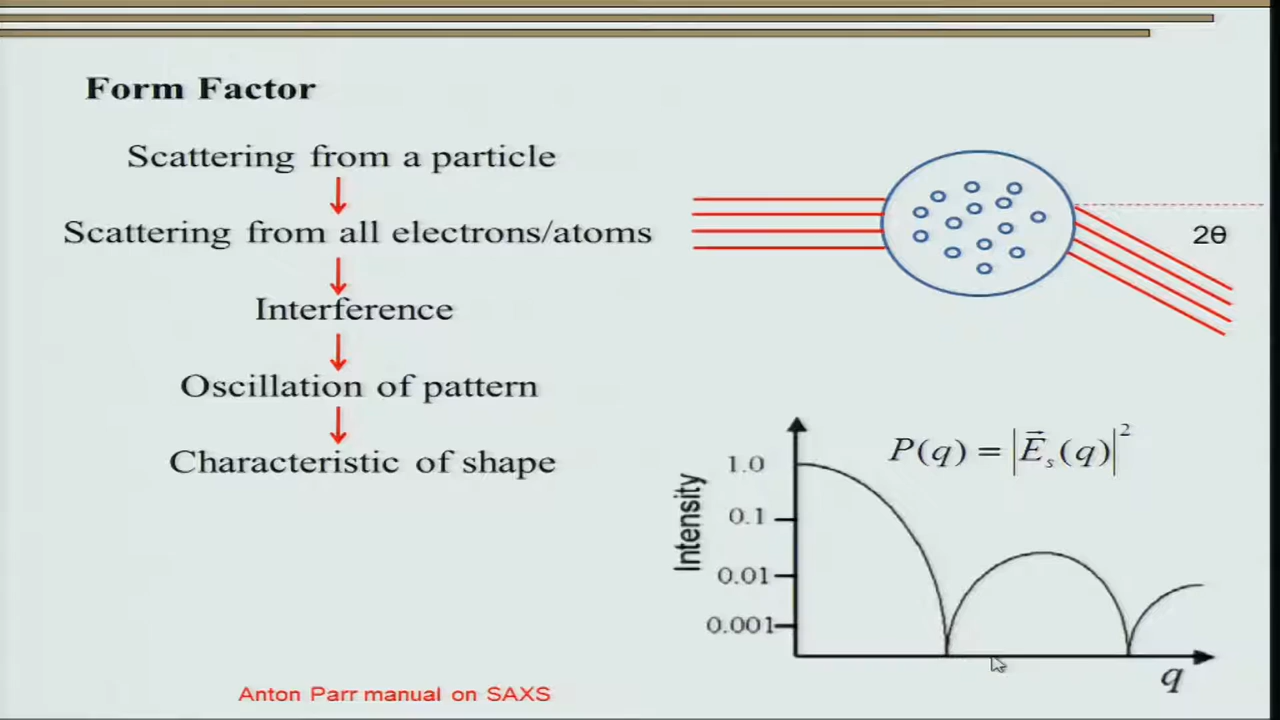 Form Factor
Scattering from a particle
Scattering from all electrons/atoms
Interference
Oscillation of pattern
Characteristic of shape
2θ
P(q) = |E⃗ₛ(q)|²
Intensity
1.0
0.1
0.01
0.001
q
Anton Parr manual on SAXS